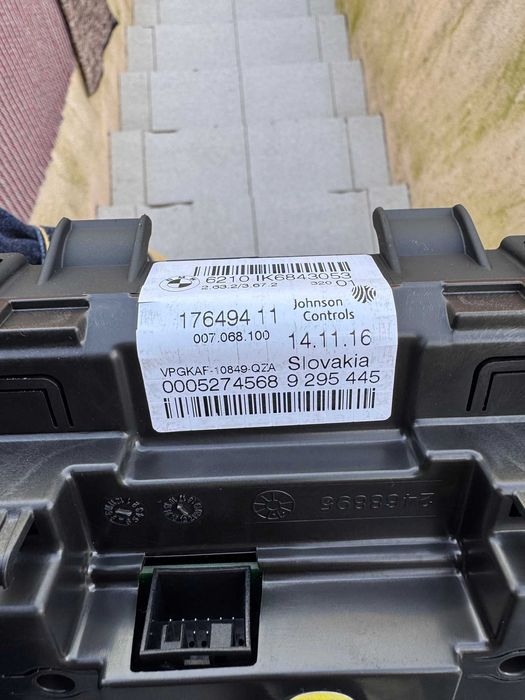 6210 IK6843053
2.63.2/3.67.2 320 01
176494 11 Johnson Controls
007.068.100 14.11.16
VPGKAF-10849-QZA Slovakia
0005274568 9 295 445